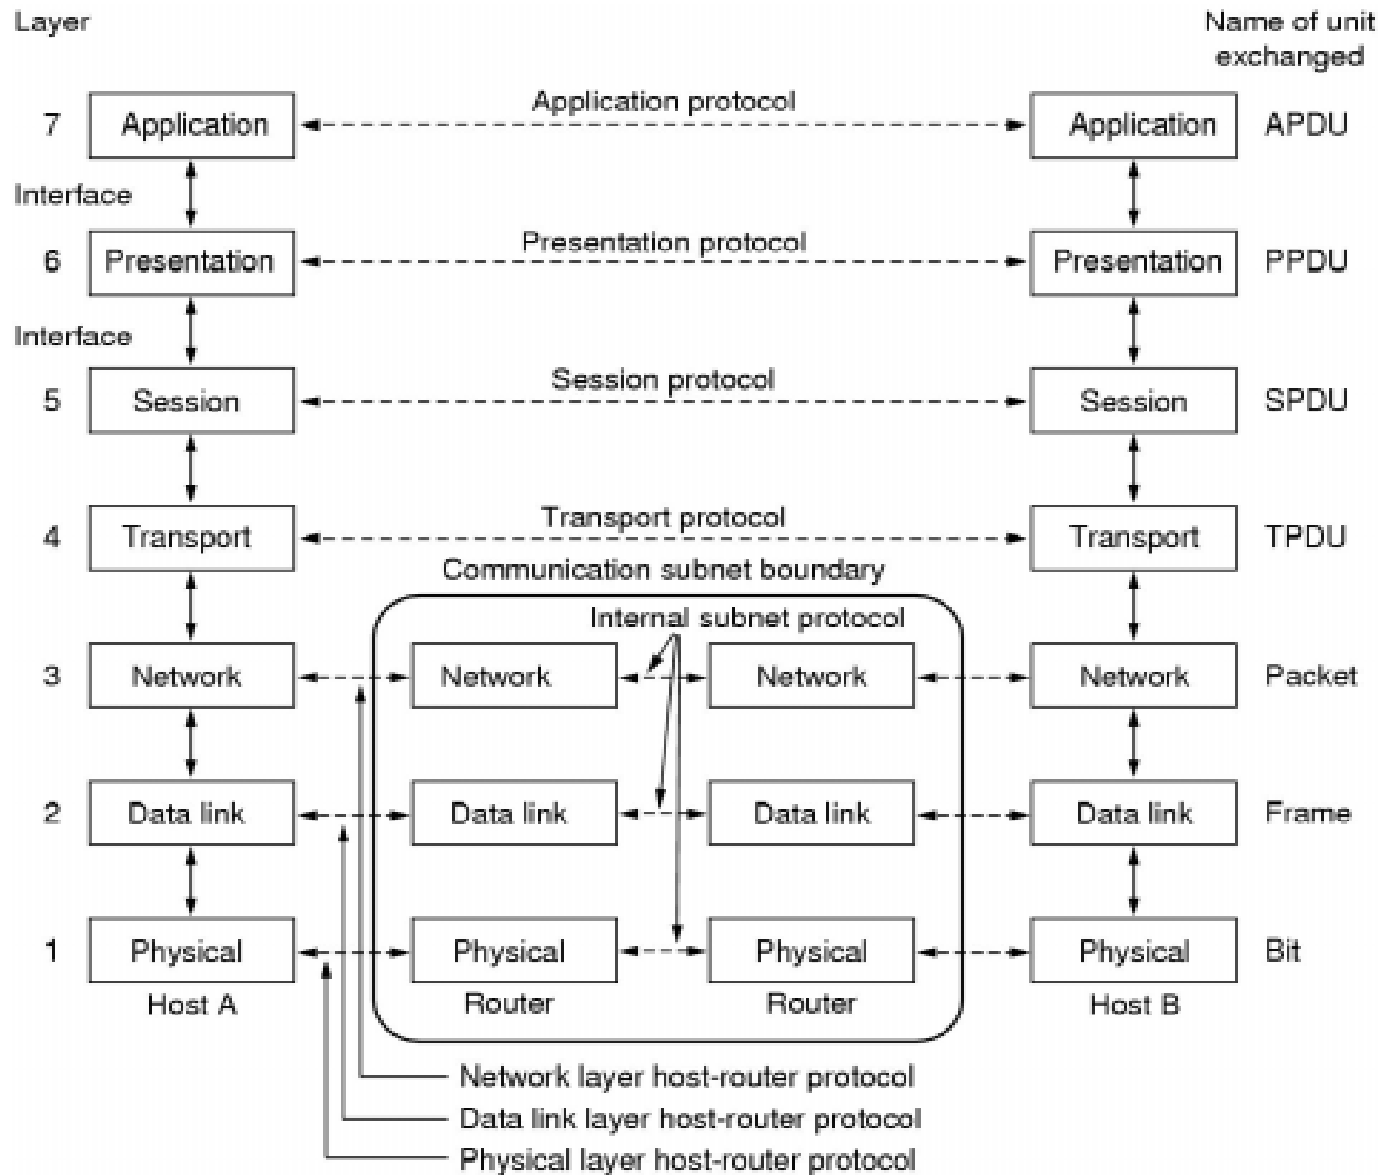 Layer
Name of unit
exchanged
Application protocol
7
Application
Application
APDU
Interface
Presentation protocol
6
Presentation
Presentation
PPDU
Interface
Session protocol
5
Session
Session
SPDU
Transport protocol
4
Transport
Transport
TPDU
Communication subnet boundary
Internal subnet protocol
3
Network
Network
Network
Network
Packet
2
Data link
Data link
Data link
Data link
Frame
1
Physical
Physical
Physical
Physical
Bit
Host A
Router
Router
Host B
Network layer host-router protocol
Data link layer host-router protocol
Physical layer host-router protocol